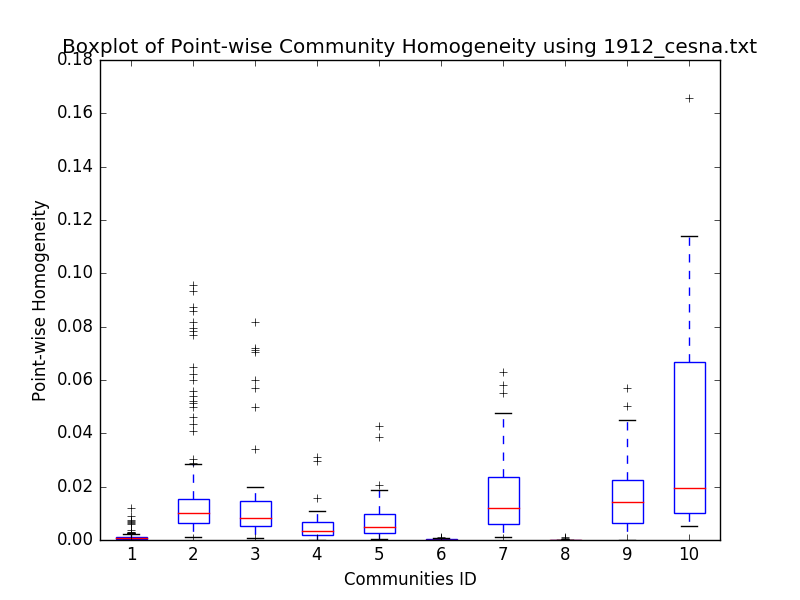 Boxplot of Point-wise Community Homogeneity using 1912_cesna.txt
0.18
0.16
0.14
0.12
0.10
0.08
0.06
0.04
0.02
0.00
Point-wise Homogeneity
1 2 3 4 5 6 7 8 9 10
Communities ID